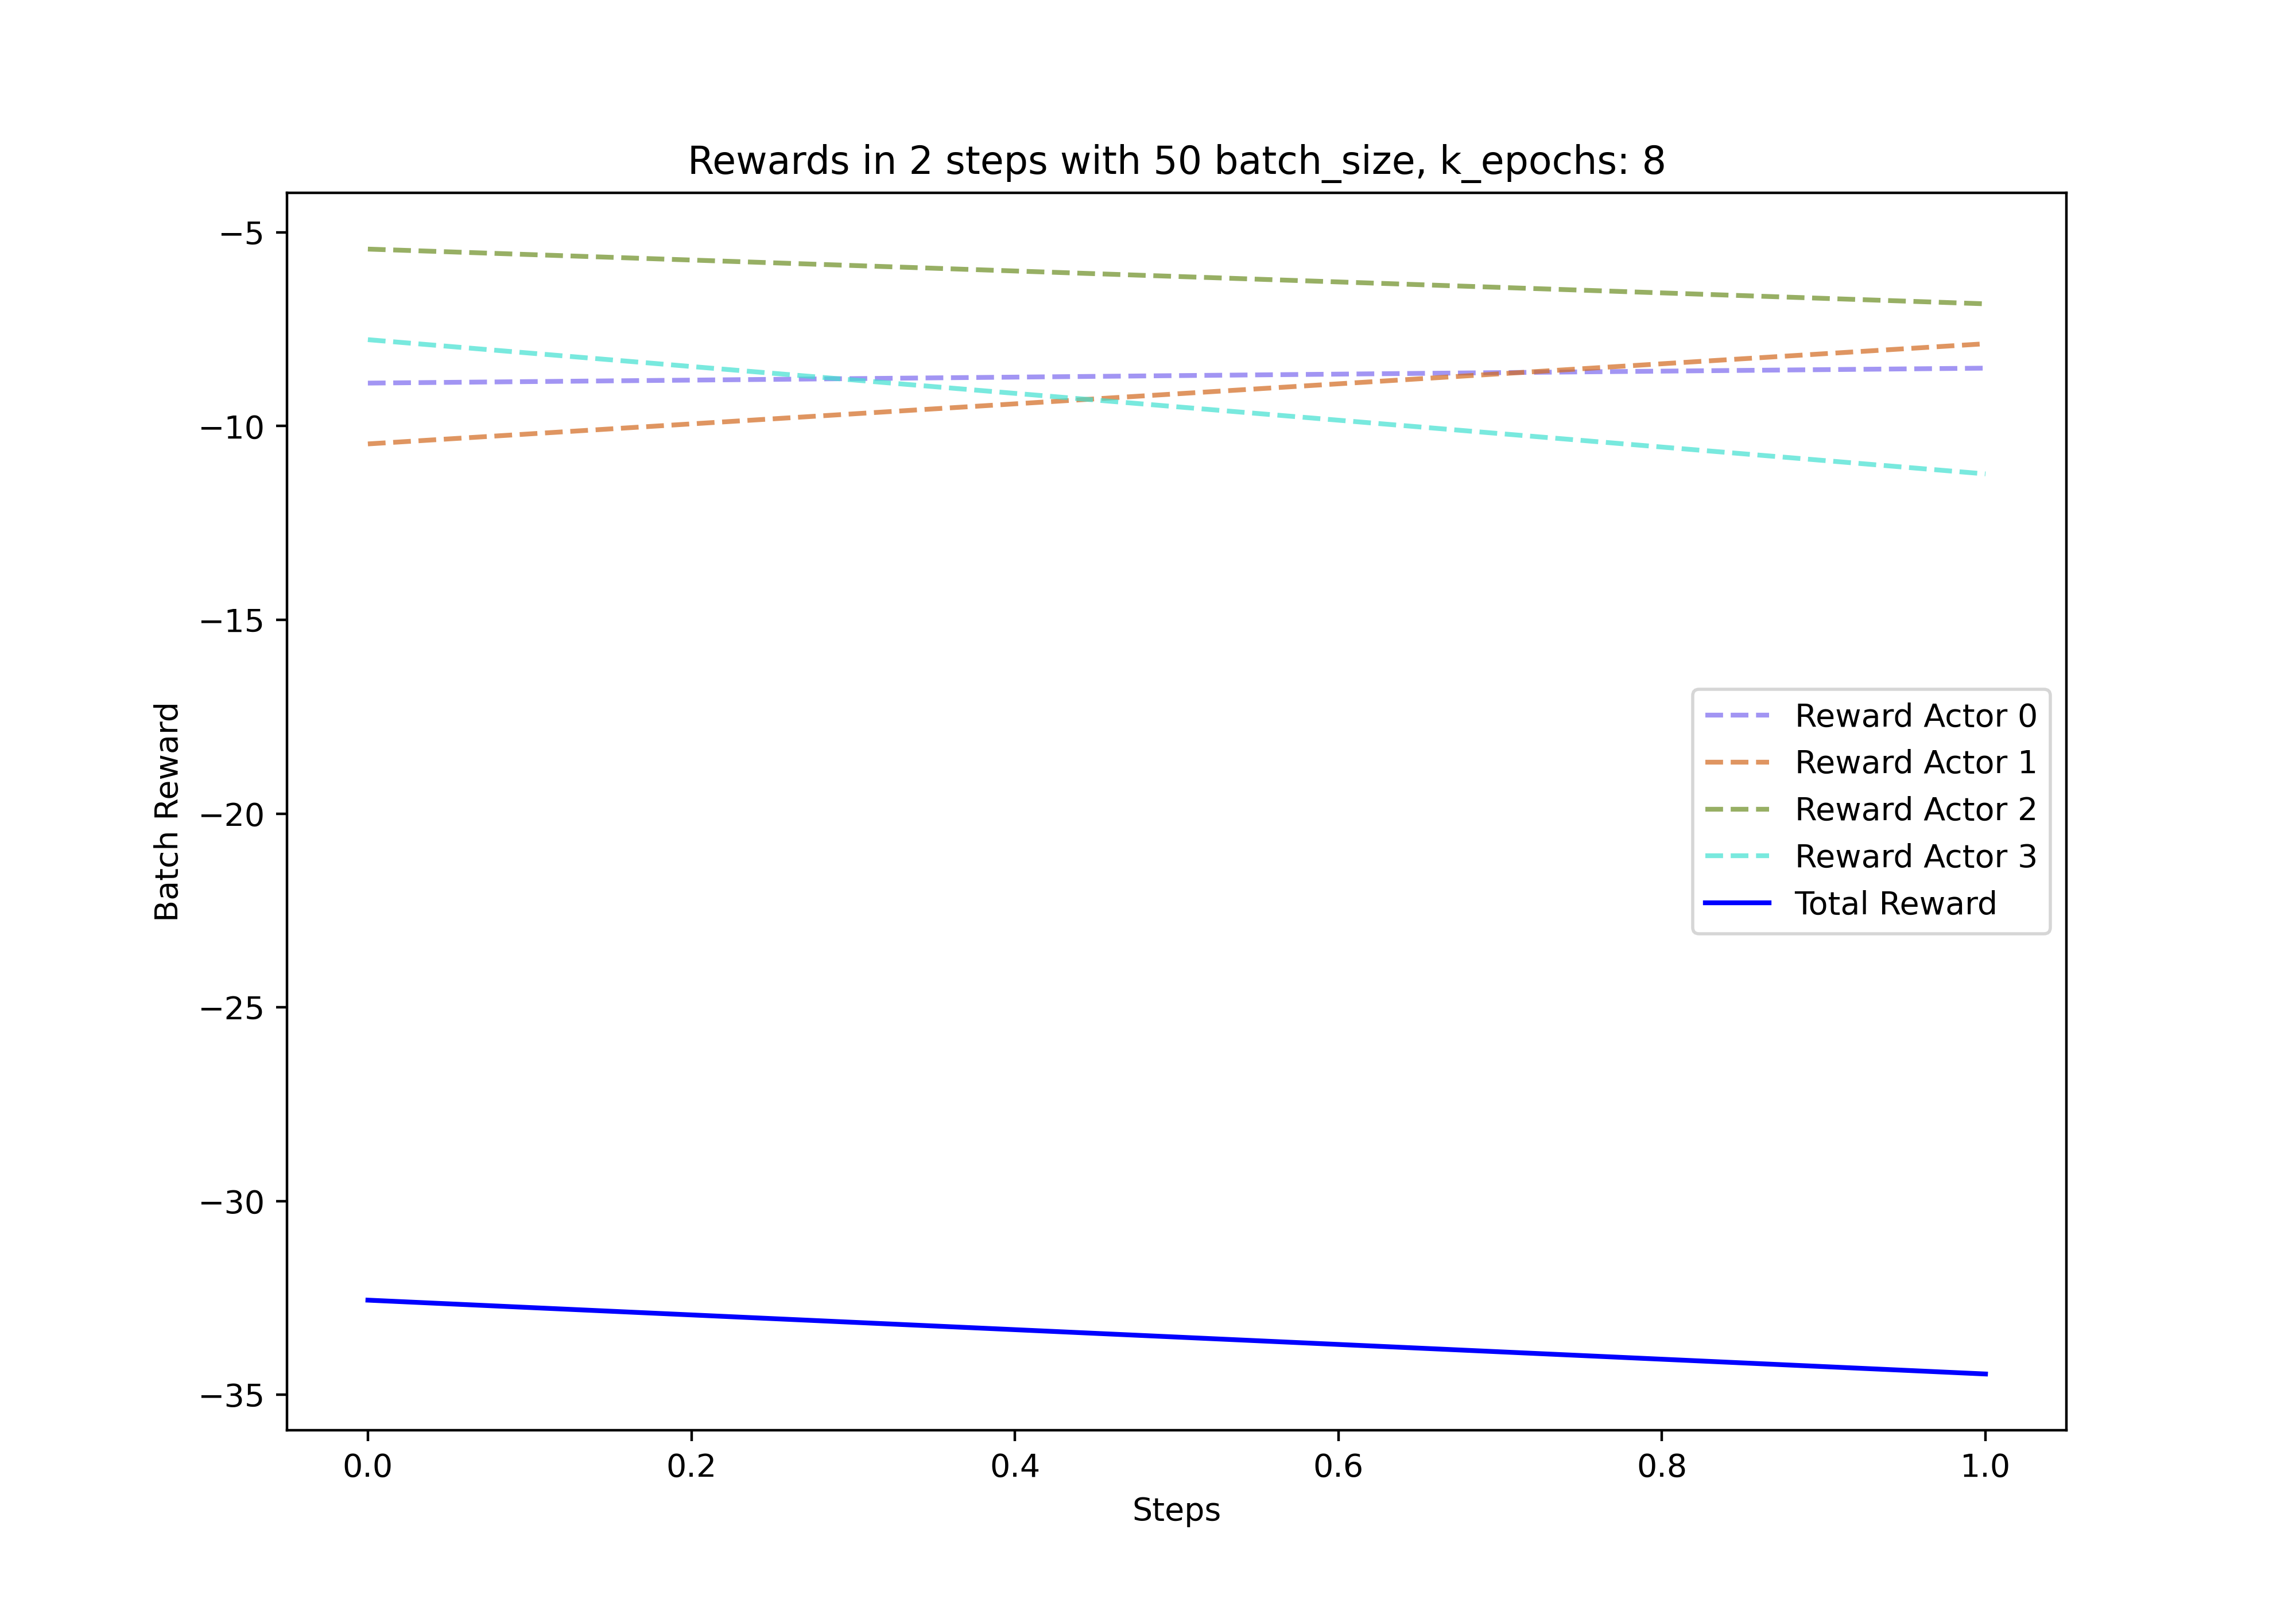 Rewards in 2 steps with 50 batch_size, k_epochs: 8
−5
−10
−15
−20
−25
−30
−35
Batch Reward
Reward Actor 0
Reward Actor 1
Reward Actor 2
Reward Actor 3
Total Reward
0.0 0.2 0.4 0.6 0.8 1.0
Steps